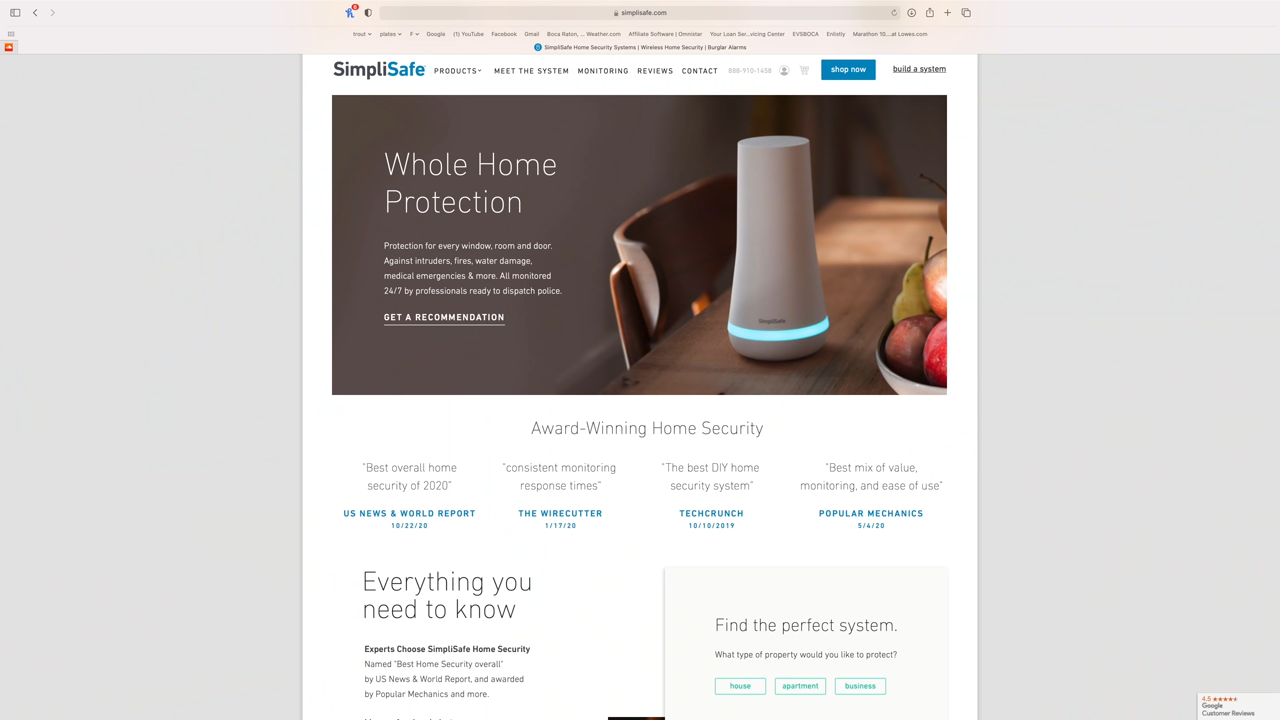 6
simplisafe.com
trout
plates
F
Google
(1) YouTube
Facebook
Gmail
Boca Raton, ... Weather.com
Affiliate Software | Omnistar
Your Loan Ser...vicing Center
EVSBOCA
Enlistly
Marathon 10....at Lowes.com
SimpliSafe Home Security Systems | Wireless Home Security | Burglar Alarms
SimpliSafe
PRODUCTS
MEET THE SYSTEM
MONITORING
REVIEWS
CONTACT
888-910-1458
shop now
build a system
Whole Home
Protection
Protection for every window, room and door.
Against intruders, fires, water damage,
medical emergencies & more. All monitored
24/7 by professionals ready to dispatch police.
GET A RECOMMENDATION
SimpliSafe
Award-Winning Home Security
"Best overall home
security of 2020"
US NEWS & WORLD REPORT
10/22/20
"consistent monitoring
response times"
THE WIRECUTTER
1/17/20
"The best DIY home
security system"
TECHCRUNCH
10/10/2019
"Best mix of value,
monitoring, and ease of use"
POPULAR MECHANICS
5/4/20
Everything you
need to know
Experts Choose SimpliSafe Home Security
Named "Best Home Security overall"
by US News & World Report, and awarded
by Popular Mechanics and more.
Find the perfect system.
What type of property would you like to protect?
house
apartment
business
4.5
Google
Customer Reviews